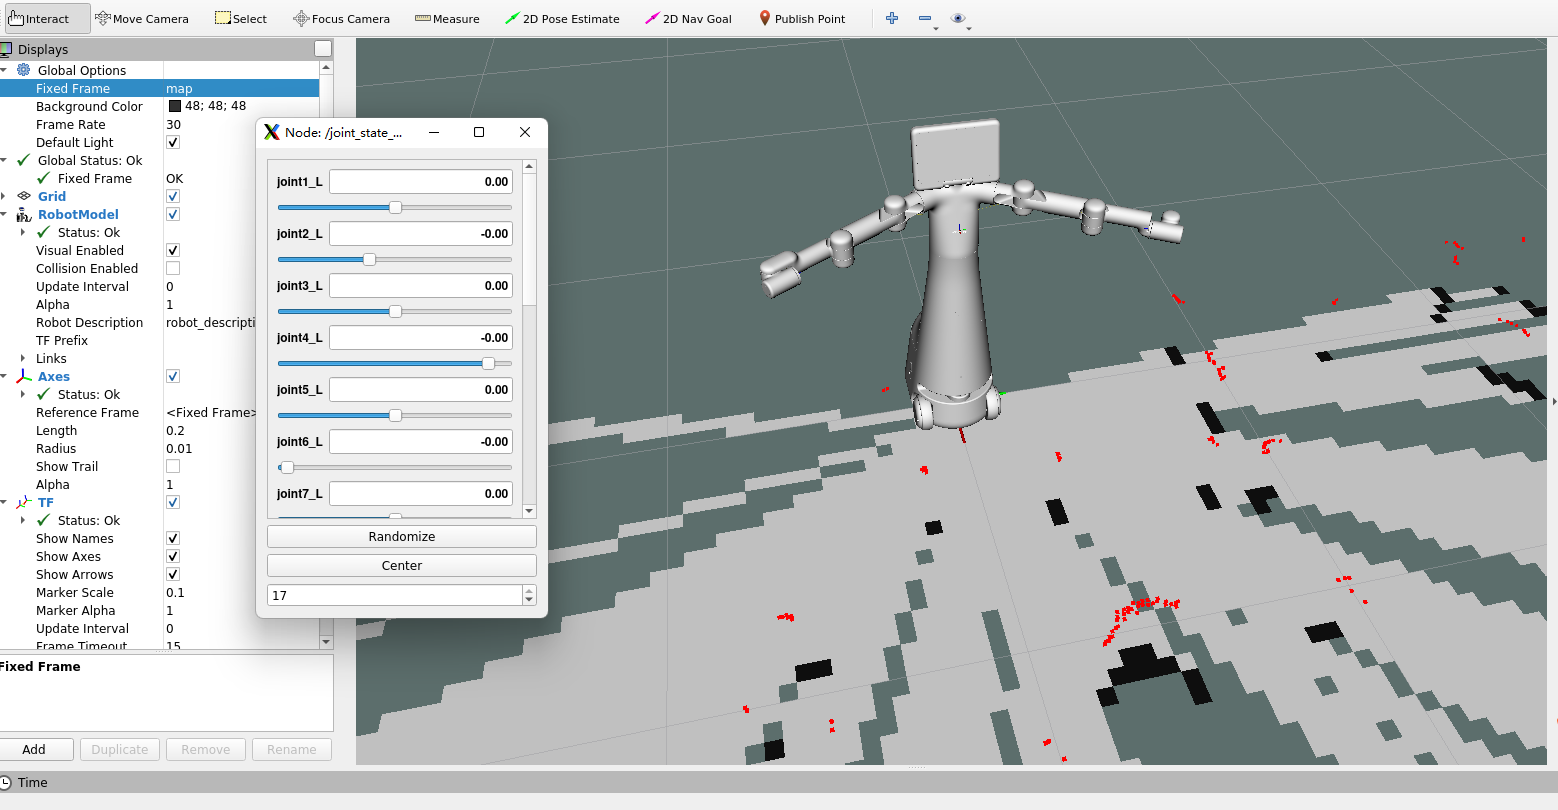 Interact Move Camera Select Focus Camera Measure 2D Pose Estimate 2D Nav Goal Publish Point
Displays
Global Options
Fixed Frame map
Background Color 48; 48; 48
Frame Rate 30
Default Light
Global Status: Ok
Fixed Frame OK
Grid
RobotModel
Status: Ok
Visual Enabled
Collision Enabled
Update Interval 0
Alpha 1
Robot Description robot_descripti
TF Prefix
Links
Axes
Status: Ok
Reference Frame <Fixed Frame>
Length 0.2
Radius 0.01
Show Trail
Alpha 1
TF
Status: Ok
Show Names
Show Axes
Show Arrows
Marker Scale 0.1
Marker Alpha 1
Update Interval 0
Frame Timeout 15
Fixed Frame
Add Duplicate Remove Rename
Time
Node: /joint_state_...
joint1_L 0.00
joint2_L -0.00
joint3_L 0.00
joint4_L -0.00
joint5_L 0.00
joint6_L -0.00
joint7_L 0.00
Randomize
Center
17